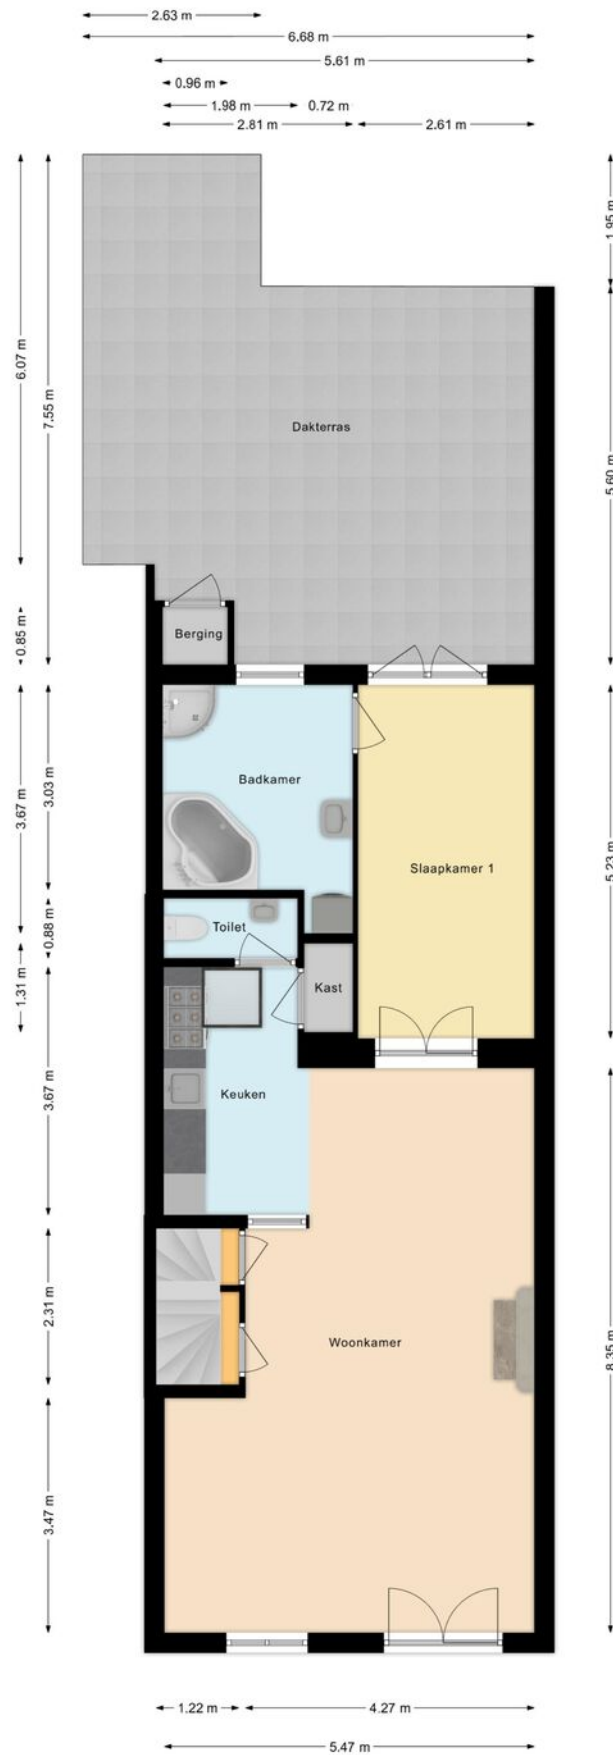 2.63 m
6.68 m
5.61 m
0.96 m
1.98 m 0.72 m
2.81 m 2.61 m
1.95 m
6.07 m
7.55 m
5.60 m
Dakterras
0.85 m
Berging
3.67 m
3.03 m
Badkamer
5.23 m
Slaapkamer 1
0.88 m
Toilet
1.31 m
Kast
3.67 m
Keuken
2.31 m
Woonkamer
8.35 m
3.47 m
1.22 m 4.27 m
5.47 m